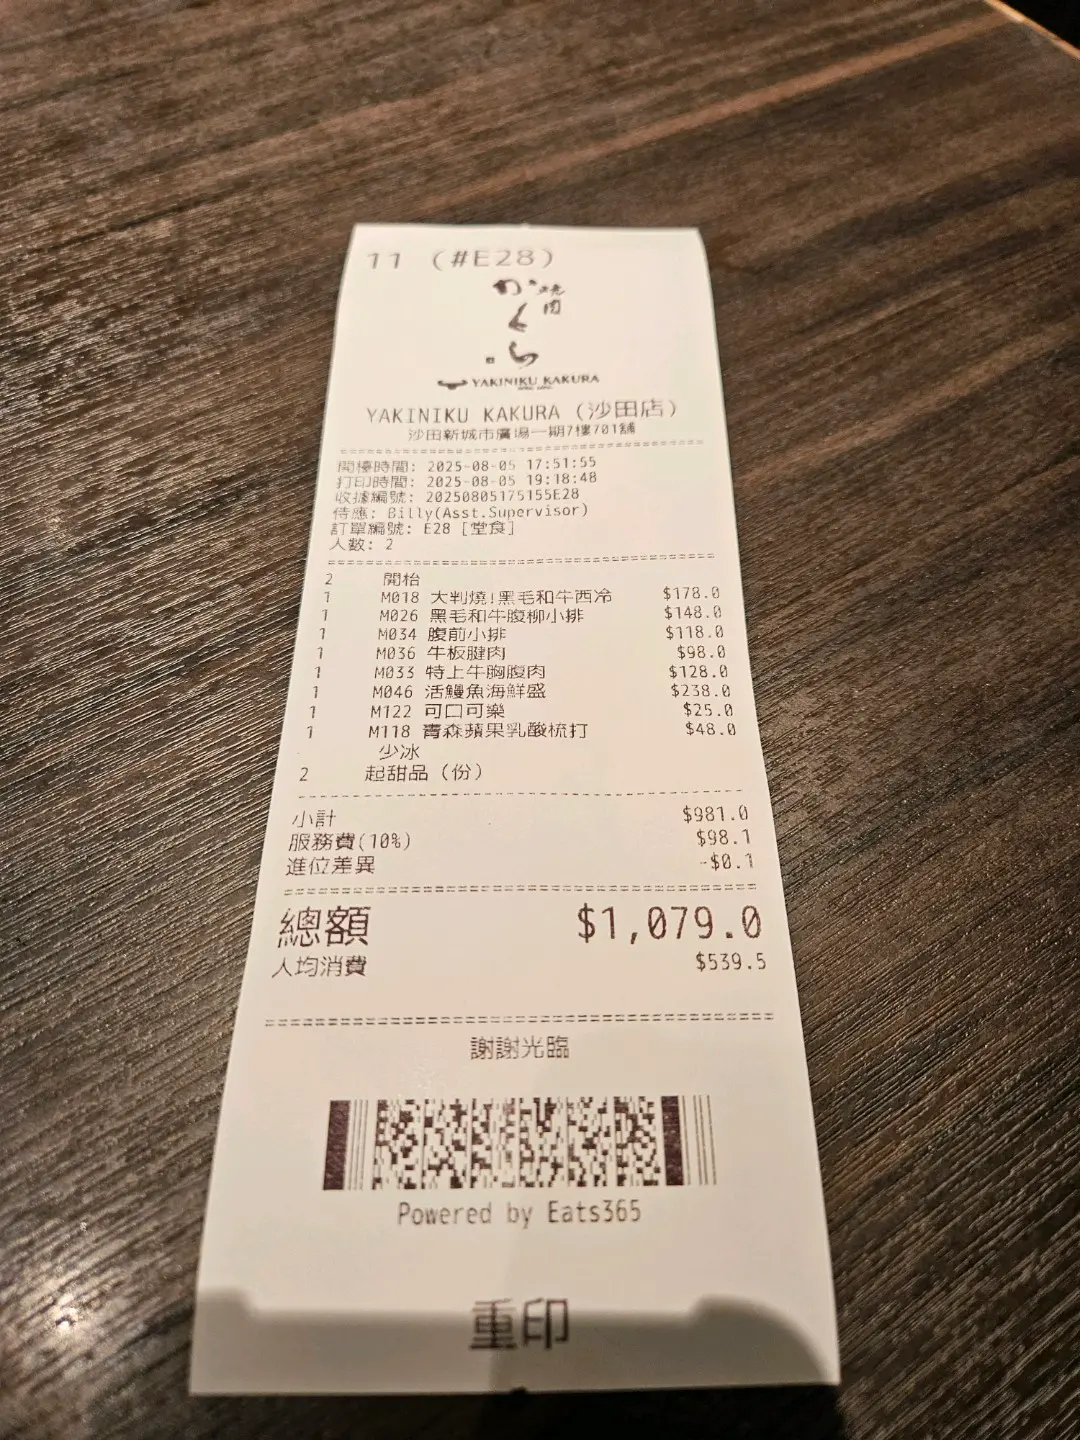 11 (#E28)
焼肉
かくら
YAKINIKU KAKURA
YAKINIKU KAKURA (沙田店)
沙田新城市廣場一期7樓701舖
開檯時間: 2025-08-05 17:51:55
打印時間: 2025-08-05 19:18:48
收據編號: 20250805175155E28
侍應: Billy(Asst.Supervisor)
訂單編號: E28 [堂食]
人數: 2
2 開枱
1 M018 大判燒!黑毛和牛西冷 $178.0
1 M026 黑毛和牛腹柳小排 $148.0
1 M034 腹前小排 $118.0
1 M036 牛板腱肉 $98.0
1 M033 特上牛胸腹肉 $128.0
1 M046 活鰻魚海鮮盛 $238.0
1 M122 可口可樂 $25.0
1 M118 青森蘋果乳酸梳打 $48.0
少冰
2 起甜品 (份)
小計 $981.0
服務費(10%) $98.1
進位差異 -$0.1
總額 $1,079.0
人均消費 $539.5
謝謝光臨
Powered by Eats365
重印